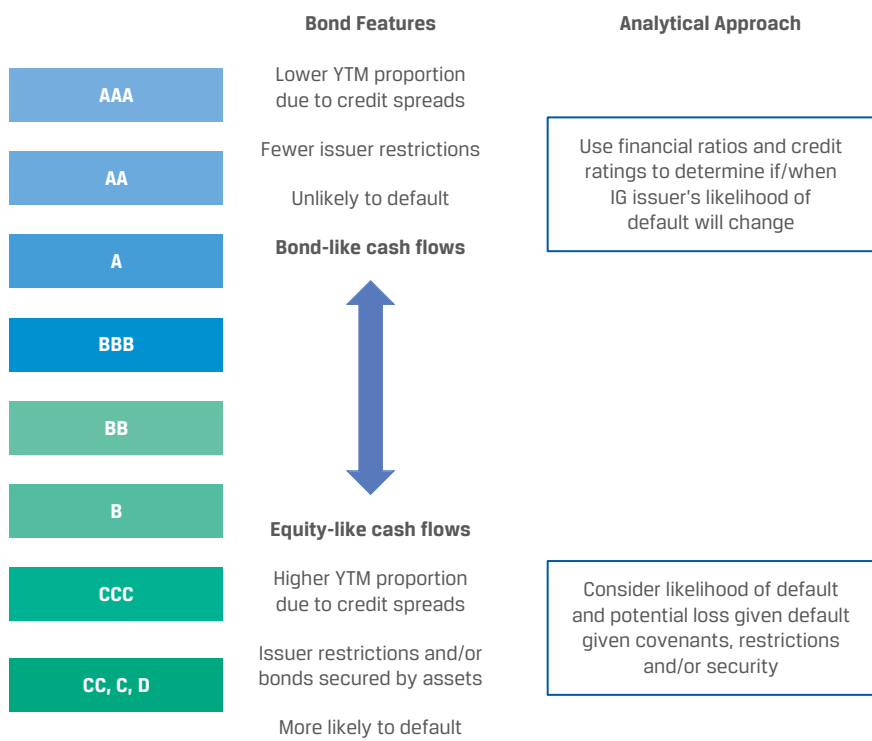 Bond Features
Analytical Approach
AAA
AA
A
BBB
BB
B
CCC
CC, C, D
Lower YTM proportion
due to credit spreads
Fewer issuer restrictions
Unlikely to default
Bond-like cash flows
Equity-like cash flows
Higher YTM proportion
due to credit spreads
Issuer restrictions and/or
bonds secured by assets
More likely to default
Use financial ratios and credit
ratings to determine if/when
IG issuer's likelihood of
default will change
Consider likelihood of default
and potential loss given default
given covenants, restrictions
and/or security